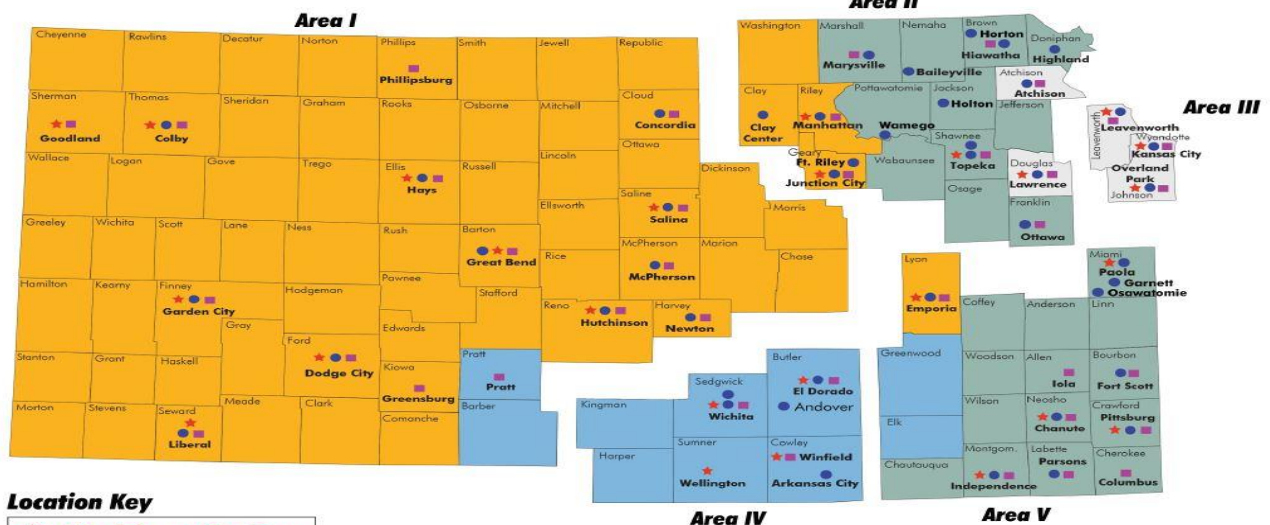 Area I
Area II
Cheyenne
Rawlins
Decatur
Norton
Phillips
Phillipsburg
Smith
Jewell
Republic
Sherman
Goodland
Thomas
Colby
Sheridan
Graham
Rooks
Osborne
Mitchell
Cloud
Concordia
Wallace
Logan
Gove
Trego
Ellis
Hays
Russell
Lincoln
Ottawa
Dickinson
Saline
Salina
Ellsworth
Morris
Greeley
Wichita
Scott
Lane
Ness
Rush
Barton
Great Bend
Rice
McPherson
McPherson
Marion
Chase
Hamilton
Kearny
Finney
Garden City
Hodgeman
Pawnee
Stafford
Reno
Hutchinson
Harvey
Newton
Gray
Ford
Dodge City
Edwards
Stanton
Grant
Haskell
Kiowa
Greensburg
Pratt
Pratt
Morton
Stevens
Seward
Liberal
Meade
Clark
Comanche
Barber
Washington
Marshall
Marysville
Nemaha
Baileyville
Brown
Horton
Hiawatha
Doniphan
Highland
Atchison
Atchison
Clay
Clay
Center
Riley
Manhattan
Pottawatomie
Wamego
Jackson
Holton
Jefferson
Area III
Leavenworth
Leavenworth
Wyandotte
Kansas City
Overland
Park
Johnson
Geary
Ft. Riley
Junction City
Wabaunsee
Shawnee
Topeka
Douglas
Lawrence
Osage
Franklin
Ottawa
Lyon
Emporia
Miami
Paola
Garnett
Osawatomie
Coffey
Anderson
Linn
Greenwood
Woodson
Allen
Iola
Bourbon
Fort Scott
Butler
El Dorado
Andover
Sedgwick
Wichita
Kingman
Elk
Wilson
Neosho
Chanute
Crawford
Pittsburg
Harper
Sumner
Wellington
Cowley
Winfield
Arkansas City
Chautauqua
Montgom.
Independence
Labette
Parsons
Cherokee
Columbus
Location Key
Area IV
Area V